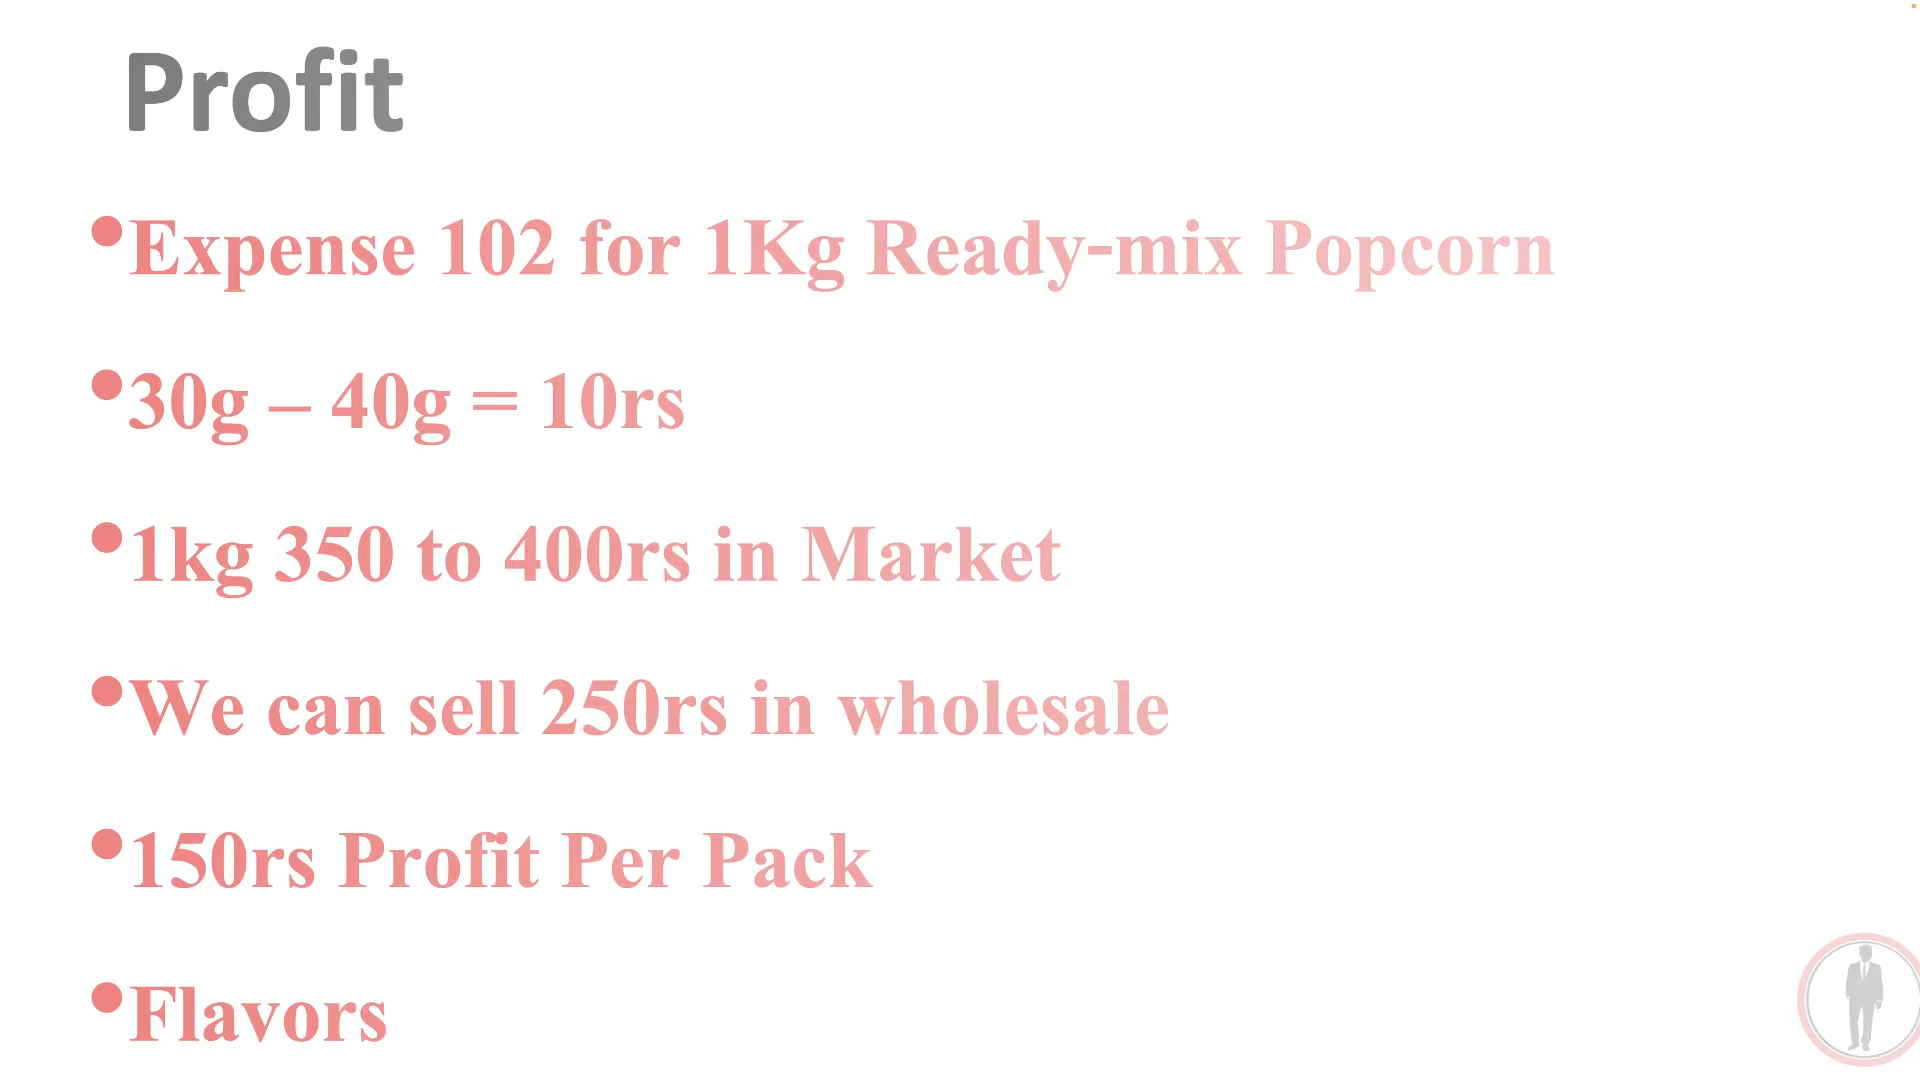 Profit
•Expense 102 for 1Kg Ready-mix Popcorn
•30g – 40g = 10rs
•1kg 350 to 400rs in Market
•We can sell 250rs in wholesale
•150rs Profit Per Pack
•Flavors